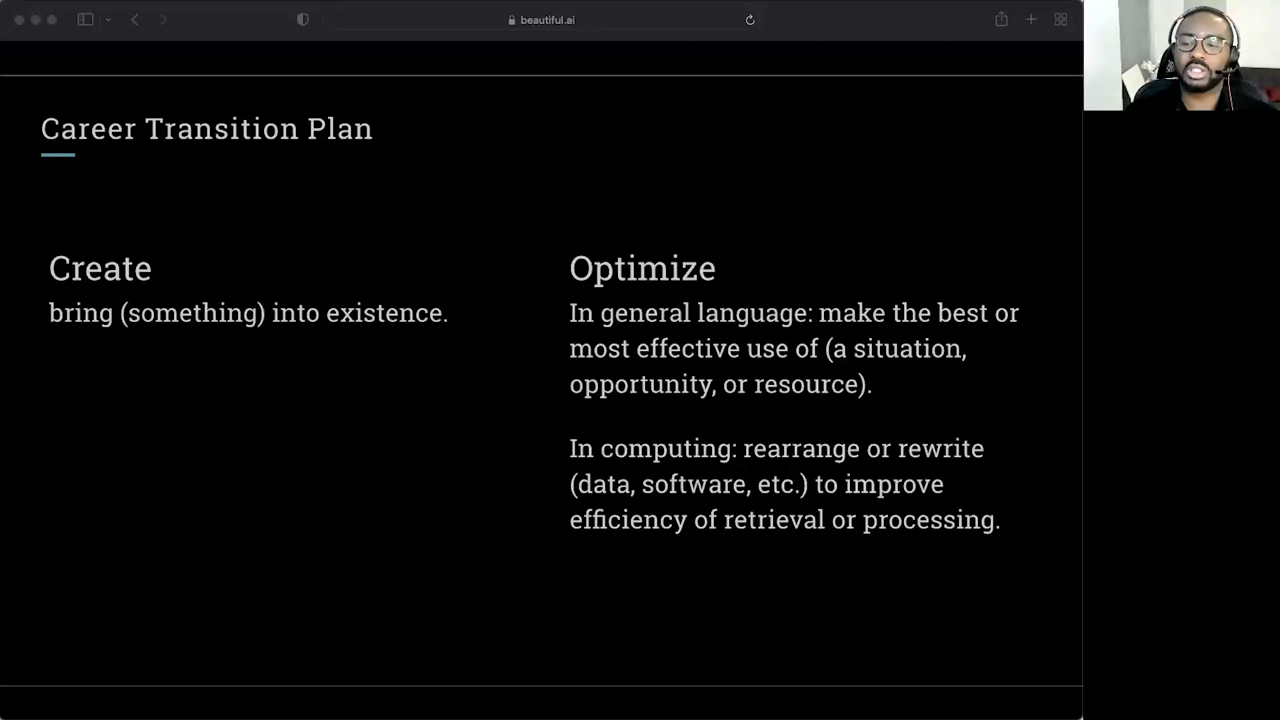 beautiful.ai
Career Transition Plan
Create
bring (something) into existence.
Optimize
In general language: make the best or
most effective use of (a situation,
opportunity, or resource).
In computing: rearrange or rewrite
(data, software, etc.) to improve
efficiency of retrieval or processing.